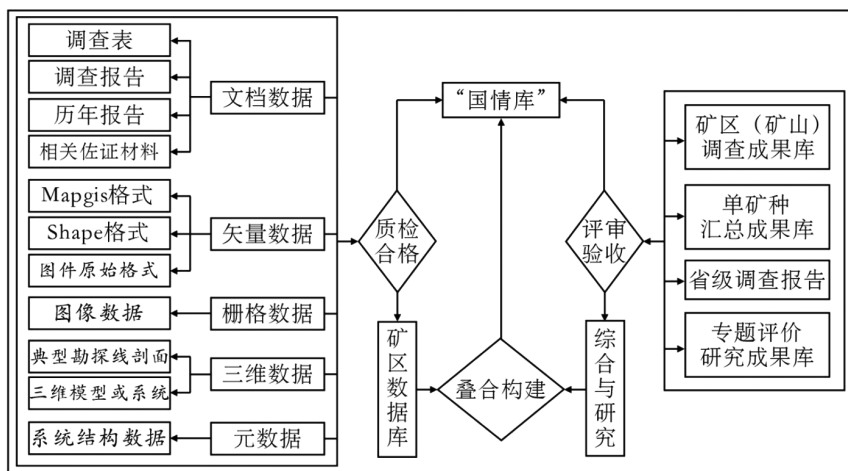 调查表
调查报告
历年报告
相关佐证材料
文档数据
Mapgis格式
Shape格式
图件原始格式
矢量数据
图像数据
栅格数据
典型勘探线剖面
三维模型或系统
三维数据
系统结构数据
元数据
质检
合格
矿区数据库
“国情库”
叠合构建
评审
验收
综合与研究
矿区（矿山）
调查成果库
单矿种
汇总成果库
省级调查报告
专题评价
研究成果库